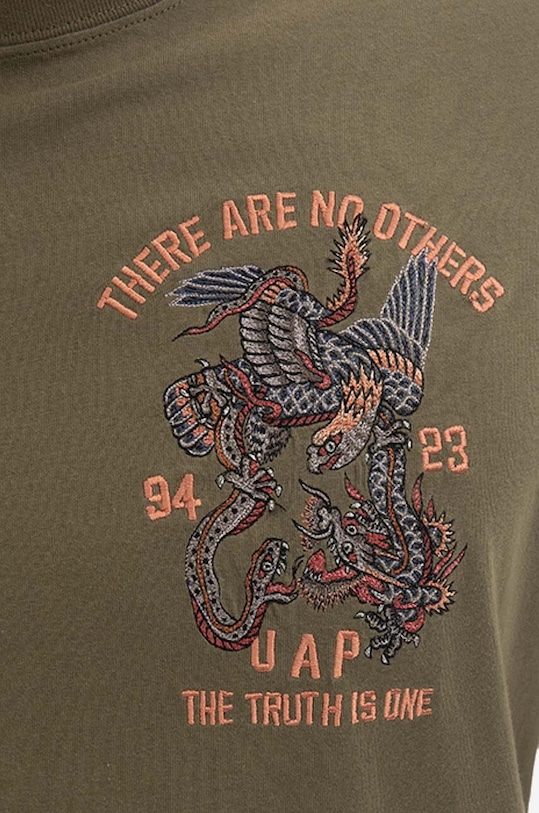 THERE ARE NO OTHERS
94
23
UAP
THE TRUTH IS ONE